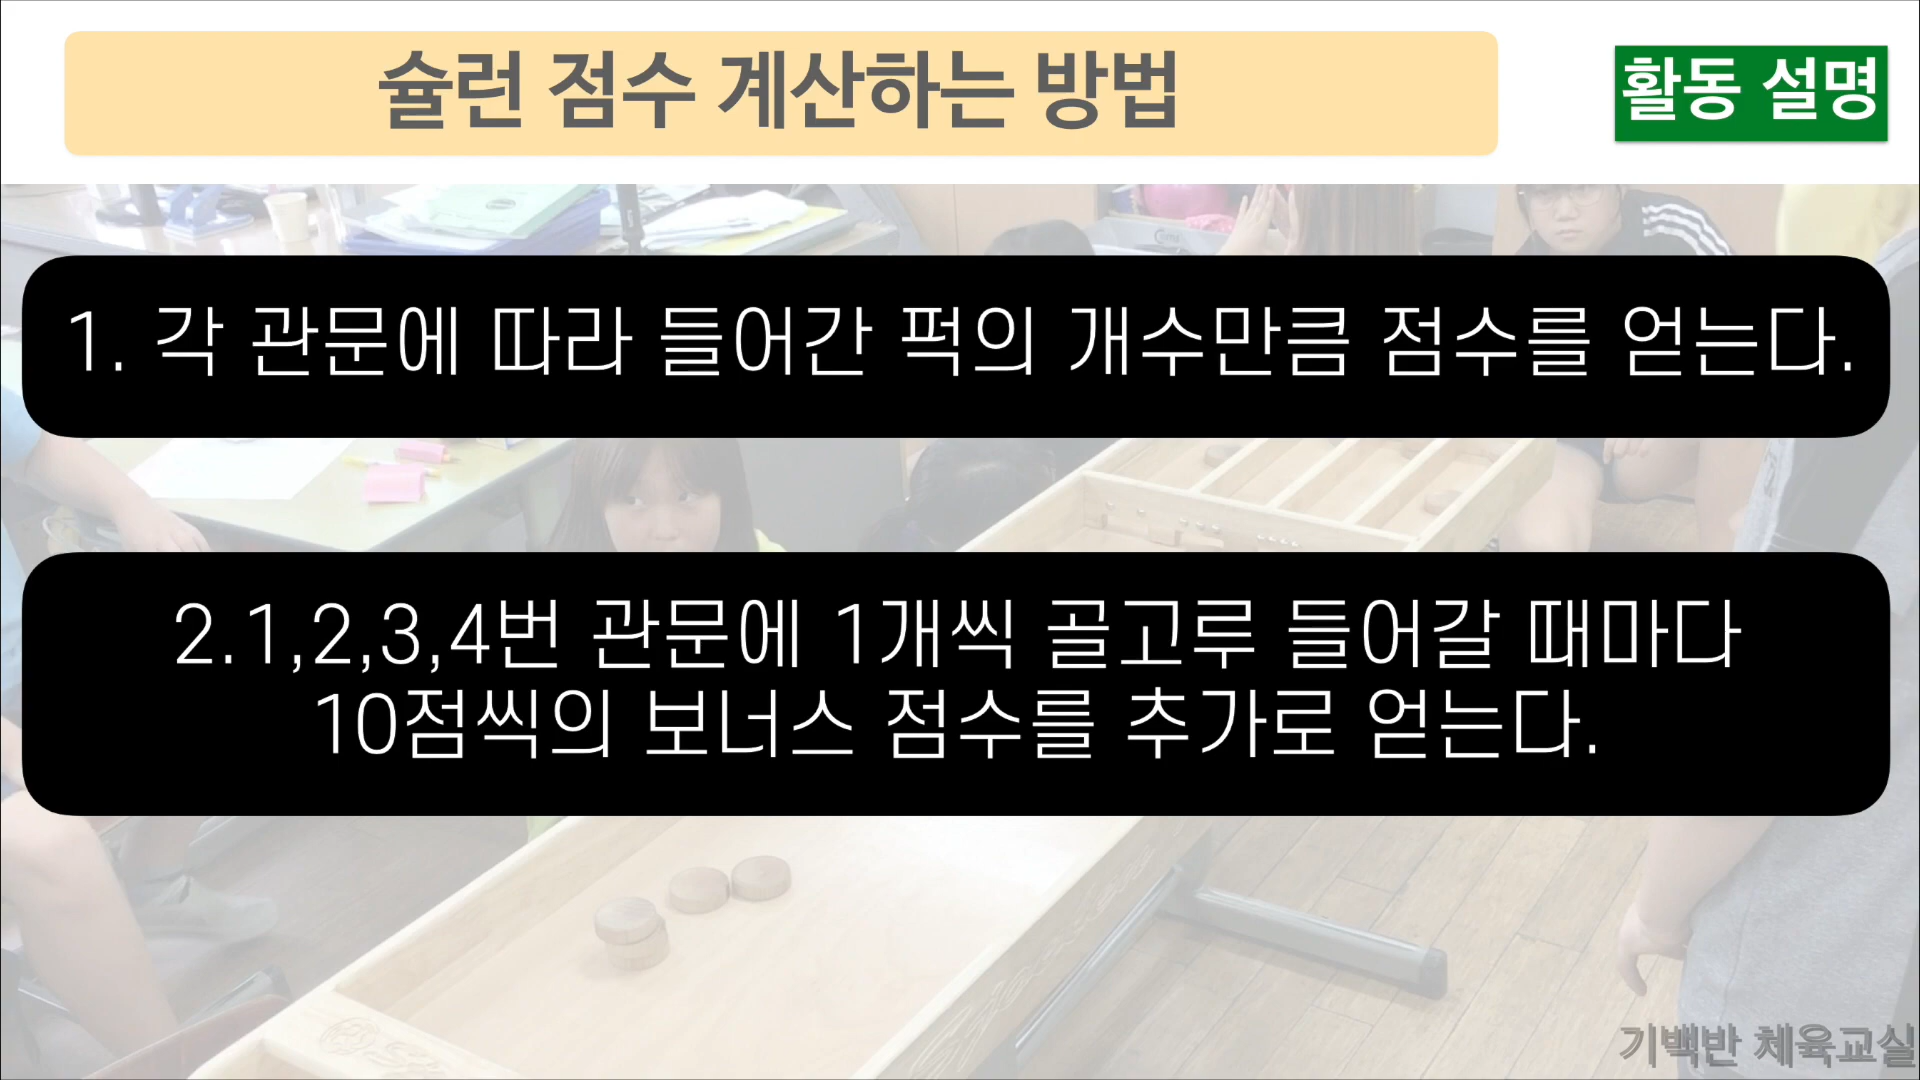 슐런 점수 계산하는 방법
활동 설명
1. 각 관문에 따라 들어간 퍽의 개수만큼 점수를 얻는다.
2.1,2,3,4번 관문에 1개씩 골고루 들어갈 때마다
10점씩의 보너스 점수를 추가로 얻는다.
기백반 체육교실